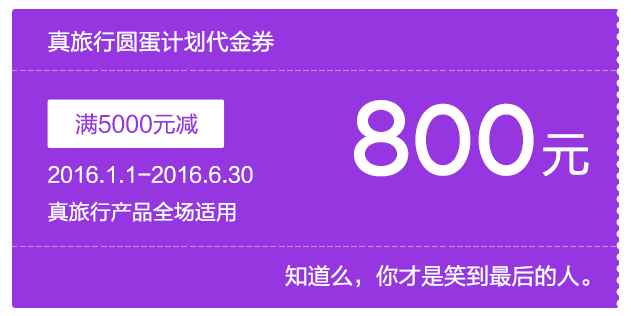 真旅行圆蛋计划代金券
满5000元减
800元
2016.1.1-2016.6.30
真旅行产品全场适用
知道么，你才是笑到最后的人。